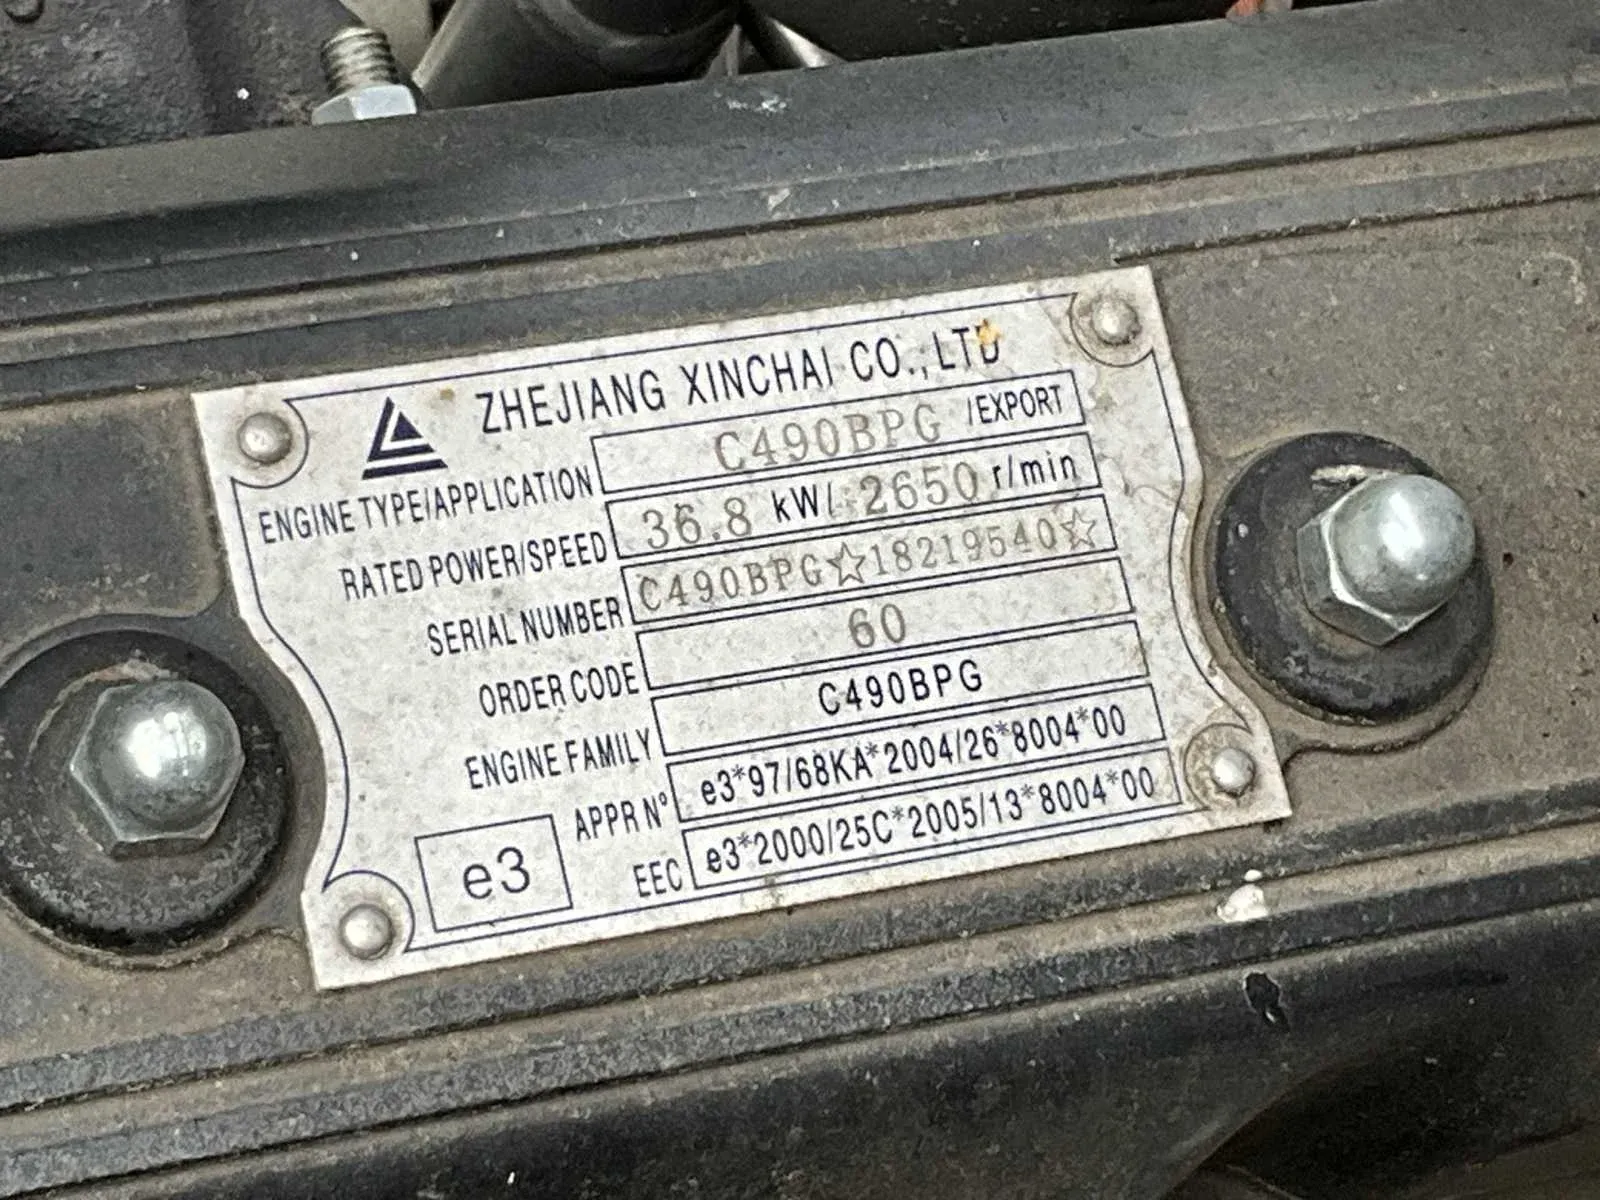 ZHEJIANG XINCHAI CO.,LTD
ENGINE TYPE/APPLICATION C490BPG /EXPORT
RATED POWER/SPEED 36.8 kW/ 2650 r/min
SERIAL NUMBER C490BPG☆18219540☆
ORDER CODE 60
ENGINE FAMILY C490BPG
APPR Nº e3*97/68KA*2004/26*8004*00
EEC e3*2000/25C*2005/13*8004*00
e3